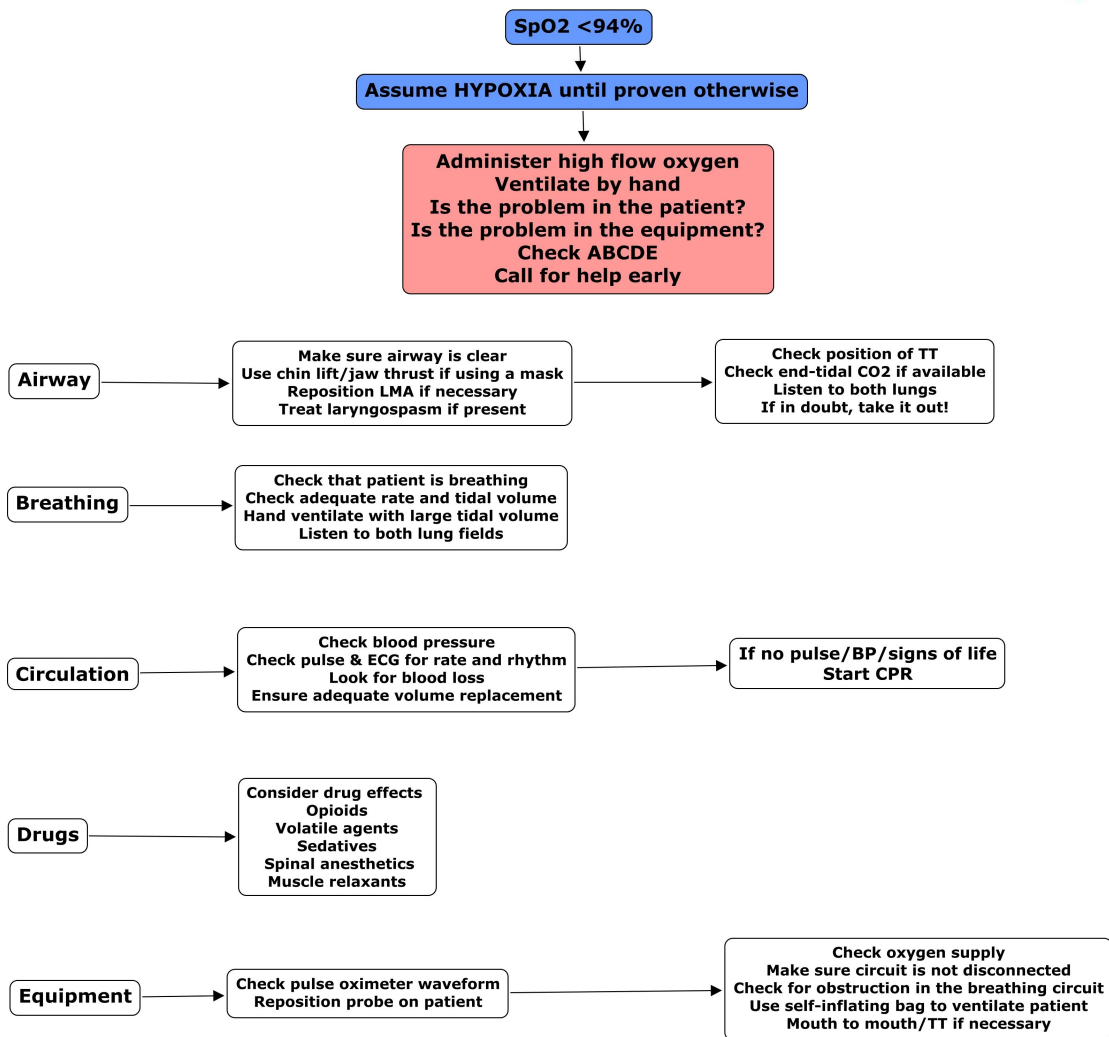 SpO2 <94%
Assume HYPOXIA until proven otherwise
Administer high flow oxygen
Ventilate by hand
Is the problem in the patient?
Is the problem in the equipment?
Check ABCDE
Call for help early
Airway
Make sure airway is clear
Use chin lift/jaw thrust if using a mask
Reposition LMA if necessary
Treat laryngospasm if present
Check position of TT
Check end-tidal CO2 if available
Listen to both lungs
If in doubt, take it out!
Breathing
Check that patient is breathing
Check adequate rate and tidal volume
Hand ventilate with large tidal volume
Listen to both lung fields
Circulation
Check blood pressure
Check pulse & ECG for rate and rhythm
Look for blood loss
Ensure adequate volume replacement
If no pulse/BP/signs of life
Start CPR
Drugs
Consider drug effects
Opioids
Volatile agents
Sedatives
Spinal anesthetics
Muscle relaxants
Equipment
Check pulse oximeter waveform
Reposition probe on patient
Check oxygen supply
Make sure circuit is not disconnected
Check for obstruction in the breathing circuit
Use self-inflating bag to ventilate patient
Mouth to mouth/TT if necessary